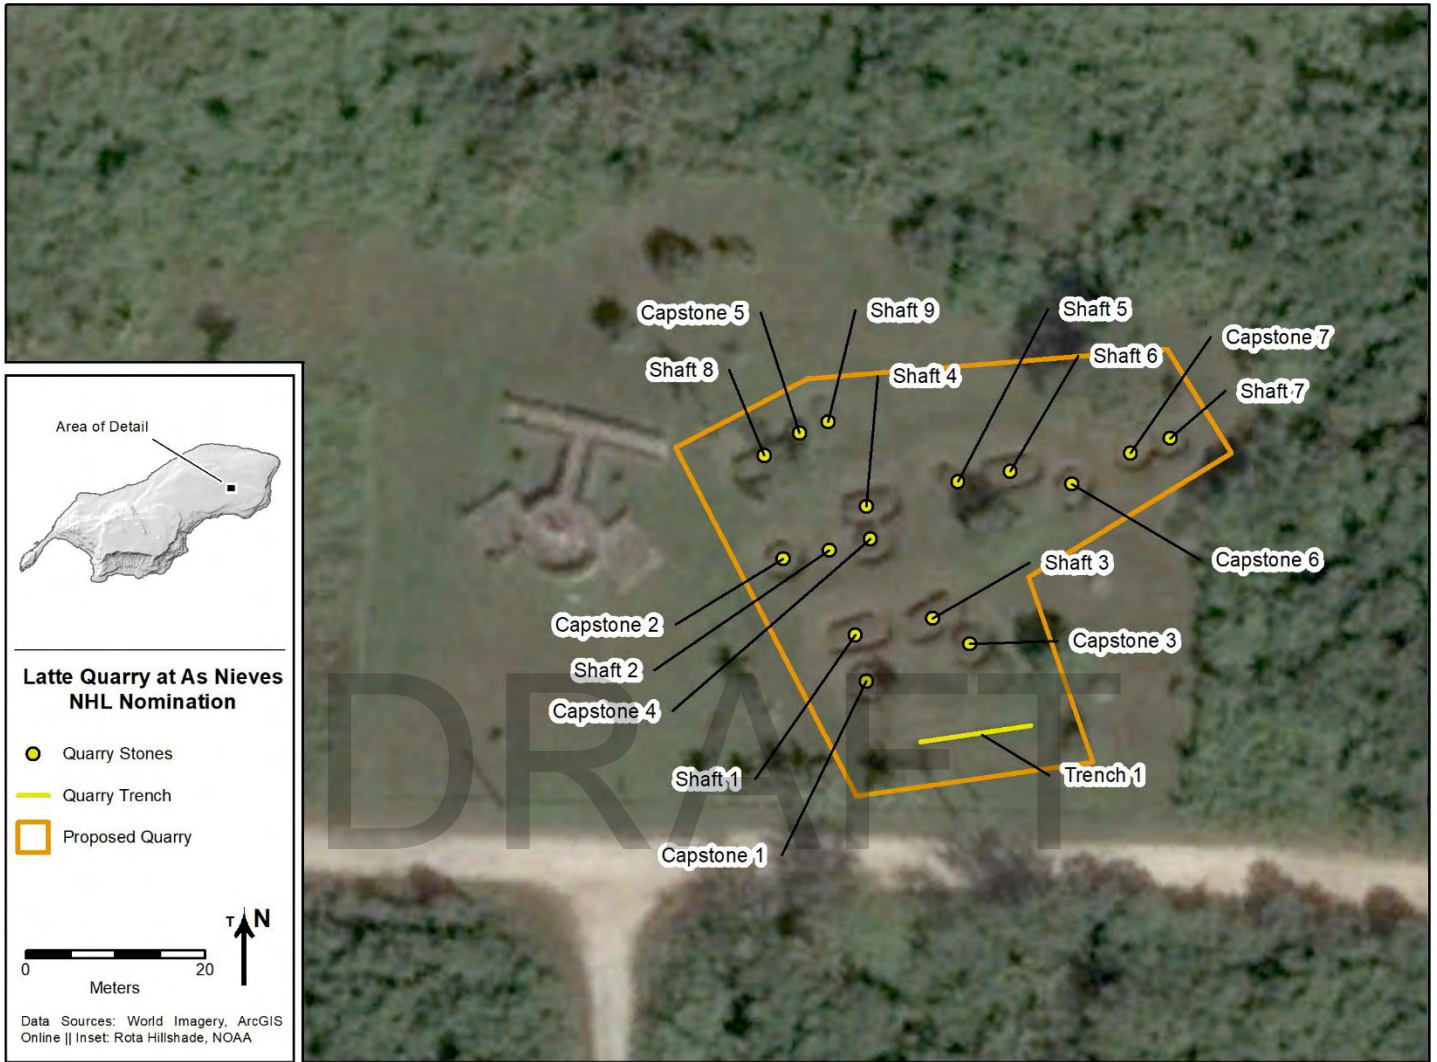 Capstone 5
Shaft 9
Shaft 5
Capstone 7
Shaft 8
Shaft 4
Shaft 6
Shaft 7
Area of Detail
Capstone 6
Shaft 3
Capstone 2
Capstone 3
Shaft 2
Capstone 4
Shaft 1
Trench 1
Capstone 1
DRAFT
Latte Quarry at As Nieves
NHL Nomination
Quarry Stones
Quarry Trench
Proposed Quarry
T N
0 20
Meters
Data Sources: World Imagery, ArcGIS
Online || Inset: Rota Hillshade, NOAA